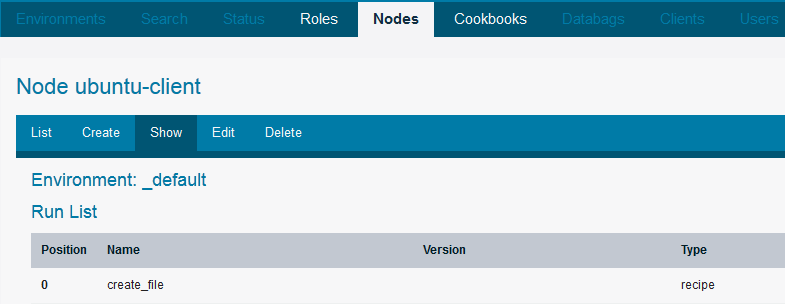 Environments Search Status Roles Nodes Cookbooks Databags Clients Users
Node ubuntu-client
List Create Show Edit Delete
Environment: _default
Run List
Position Name Version Type
0 create_file recipe